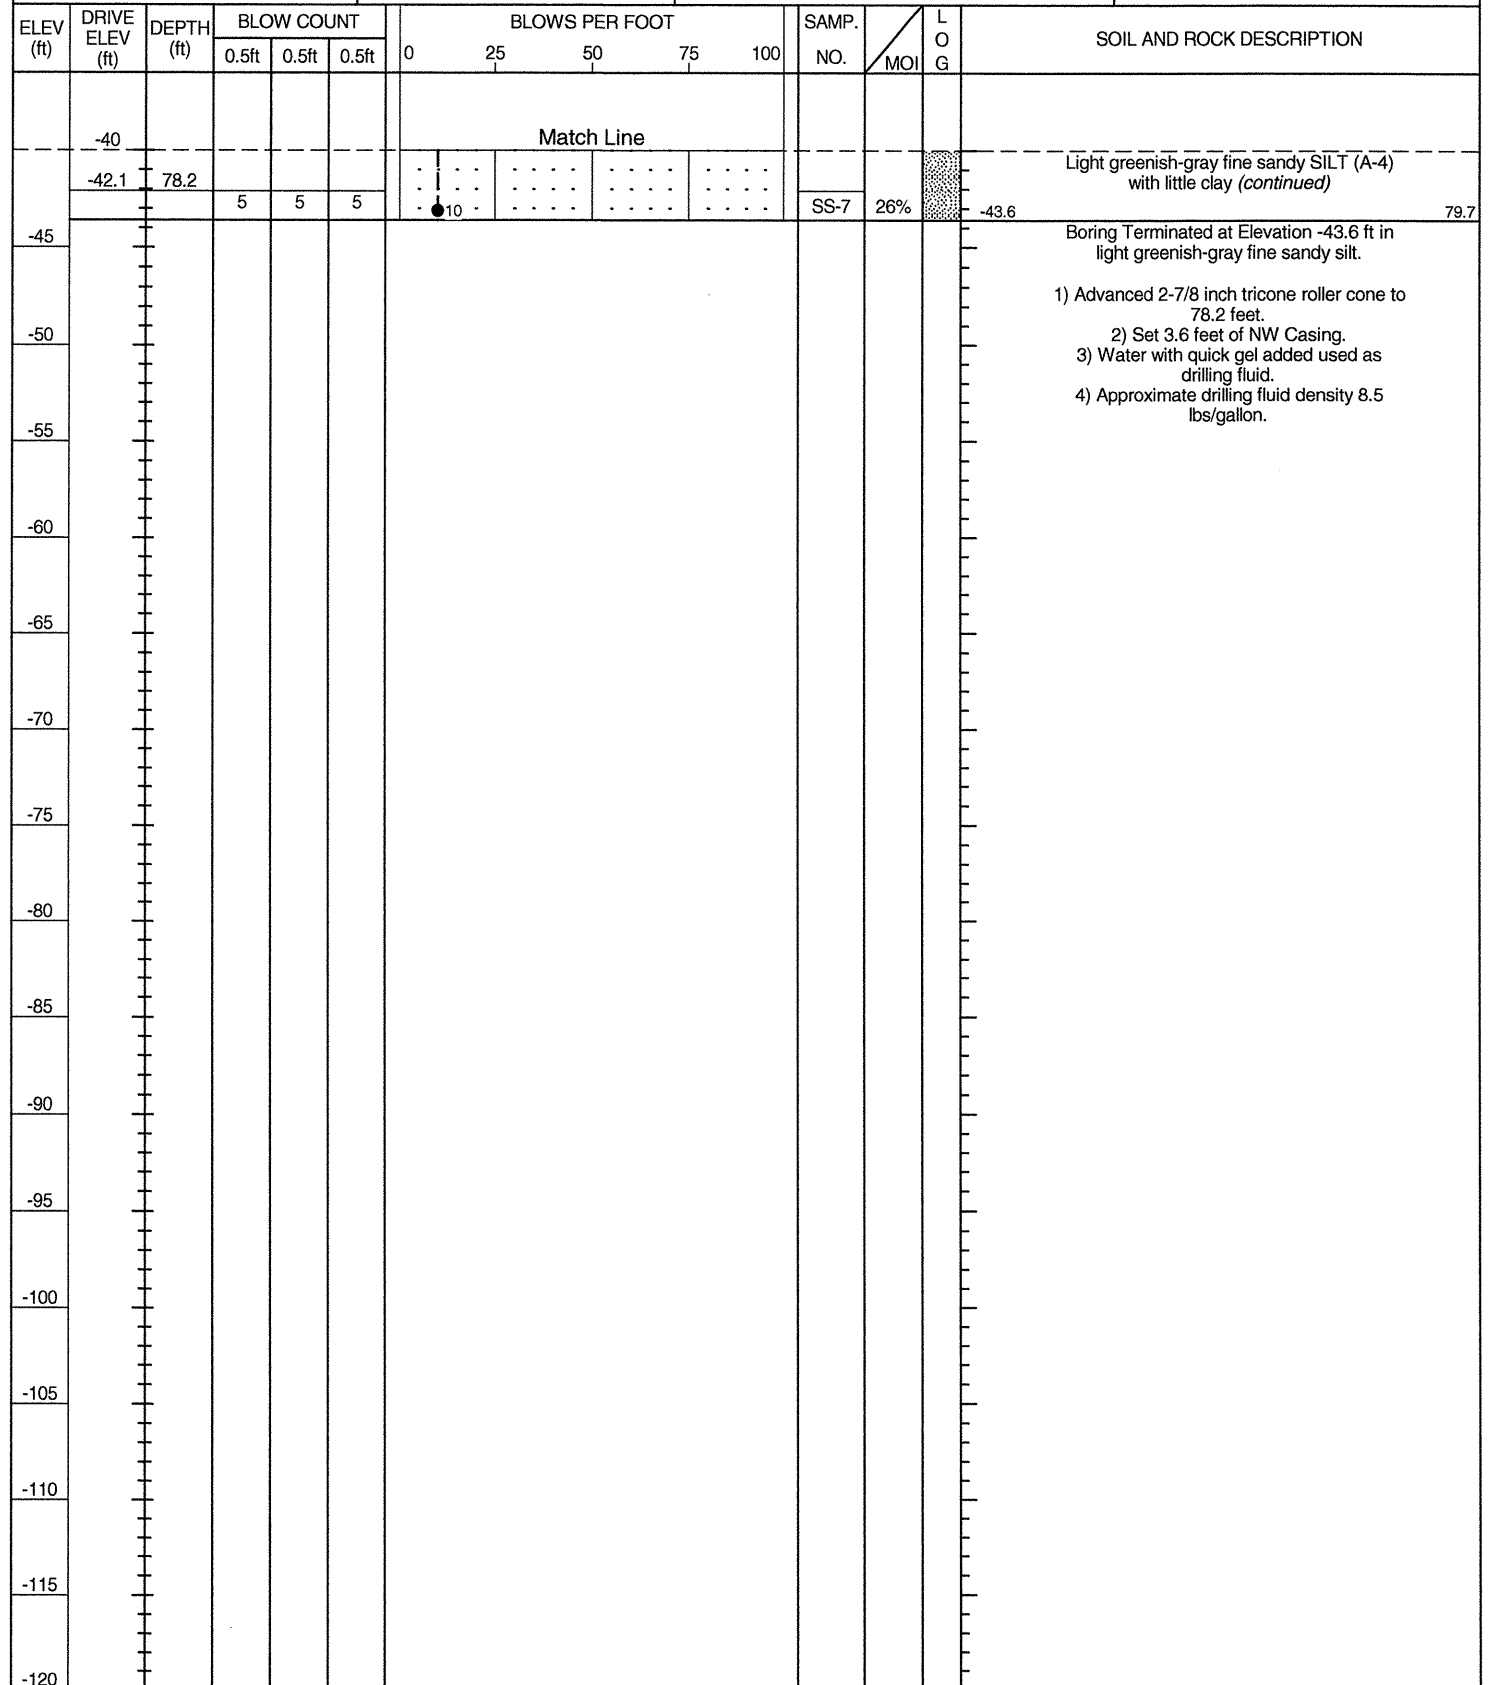 ELEV (ft) DRIVE ELEV (ft) DEPTH (ft) BLOW COUNT BLOWS PER FOOT SAMP. NO. MOI LOG SOIL AND ROCK DESCRIPTION
0.5ft 0.5ft 0.5ft 0 25 50 75 100
-40 Match Line
Light greenish-gray fine sandy SILT (A-4)
-42.1 78.2 with little clay (continued)
5 5 5 10 SS-7 26% -43.6 79.7
Boring Terminated at Elevation -43.6 ft in
-45
light greenish-gray fine sandy silt.
1) Advanced 2-7/8 inch tricone roller cone to
78.2 feet.
-50 2) Set 3.6 feet of NW Casing.
3) Water with quick gel added used as
drilling fluid.
4) Approximate drilling fluid density 8.5
lbs/gallon.
-55
-60
-65
-70
-75
-80
-85
-90
-95
-100
-105
-110
-115
-120